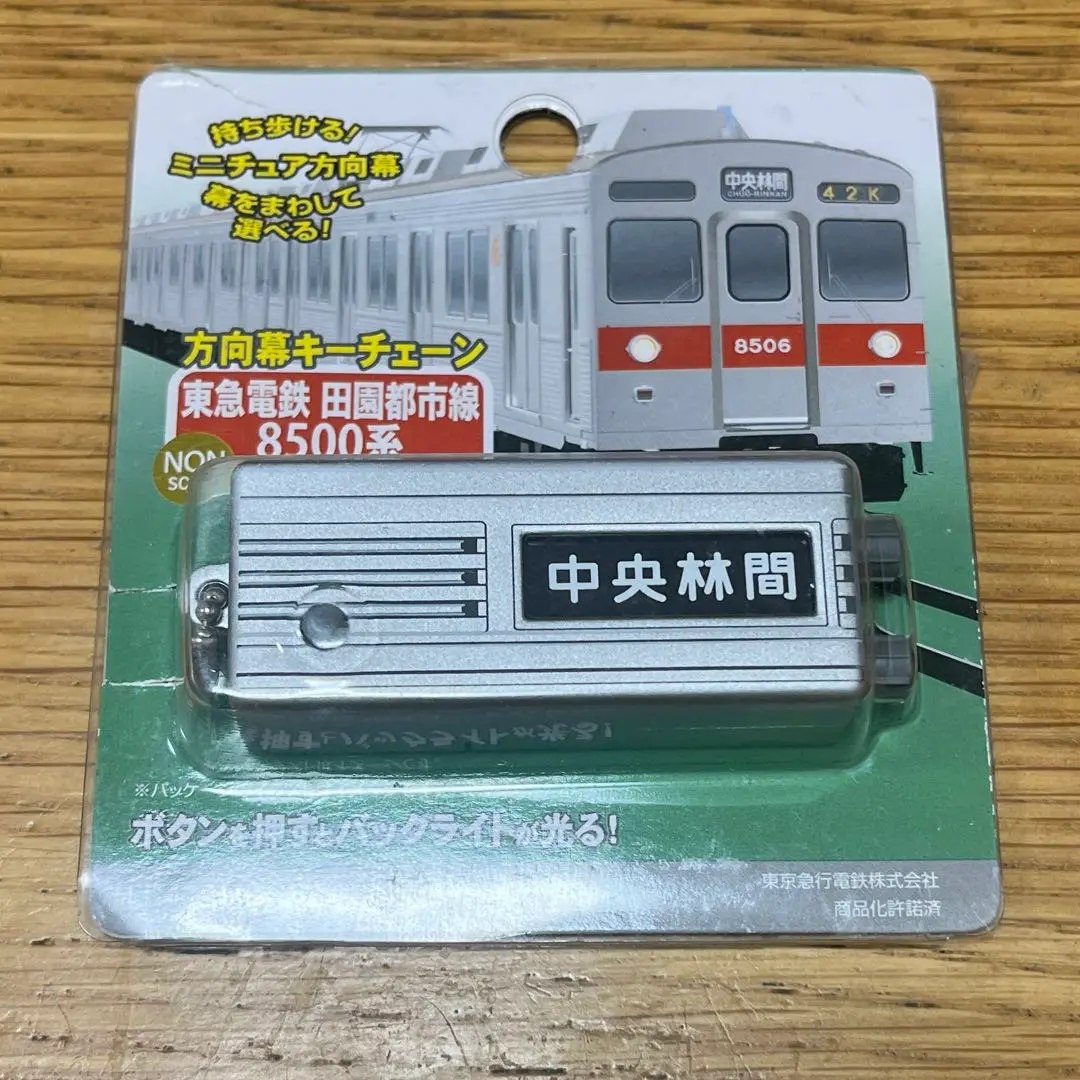 持ち歩ける!
ミニチュア方向幕
幕をまわして
選べる!
中央林間
CHUO-RINKAN
42K
8506
方向幕キーチェーン
東急電鉄 田園都市線
8500系
NON
中央林間
※パッケ
ボタンを押すとバックライトが光る!
東京急行電鉄株式会社
商品化許諾済